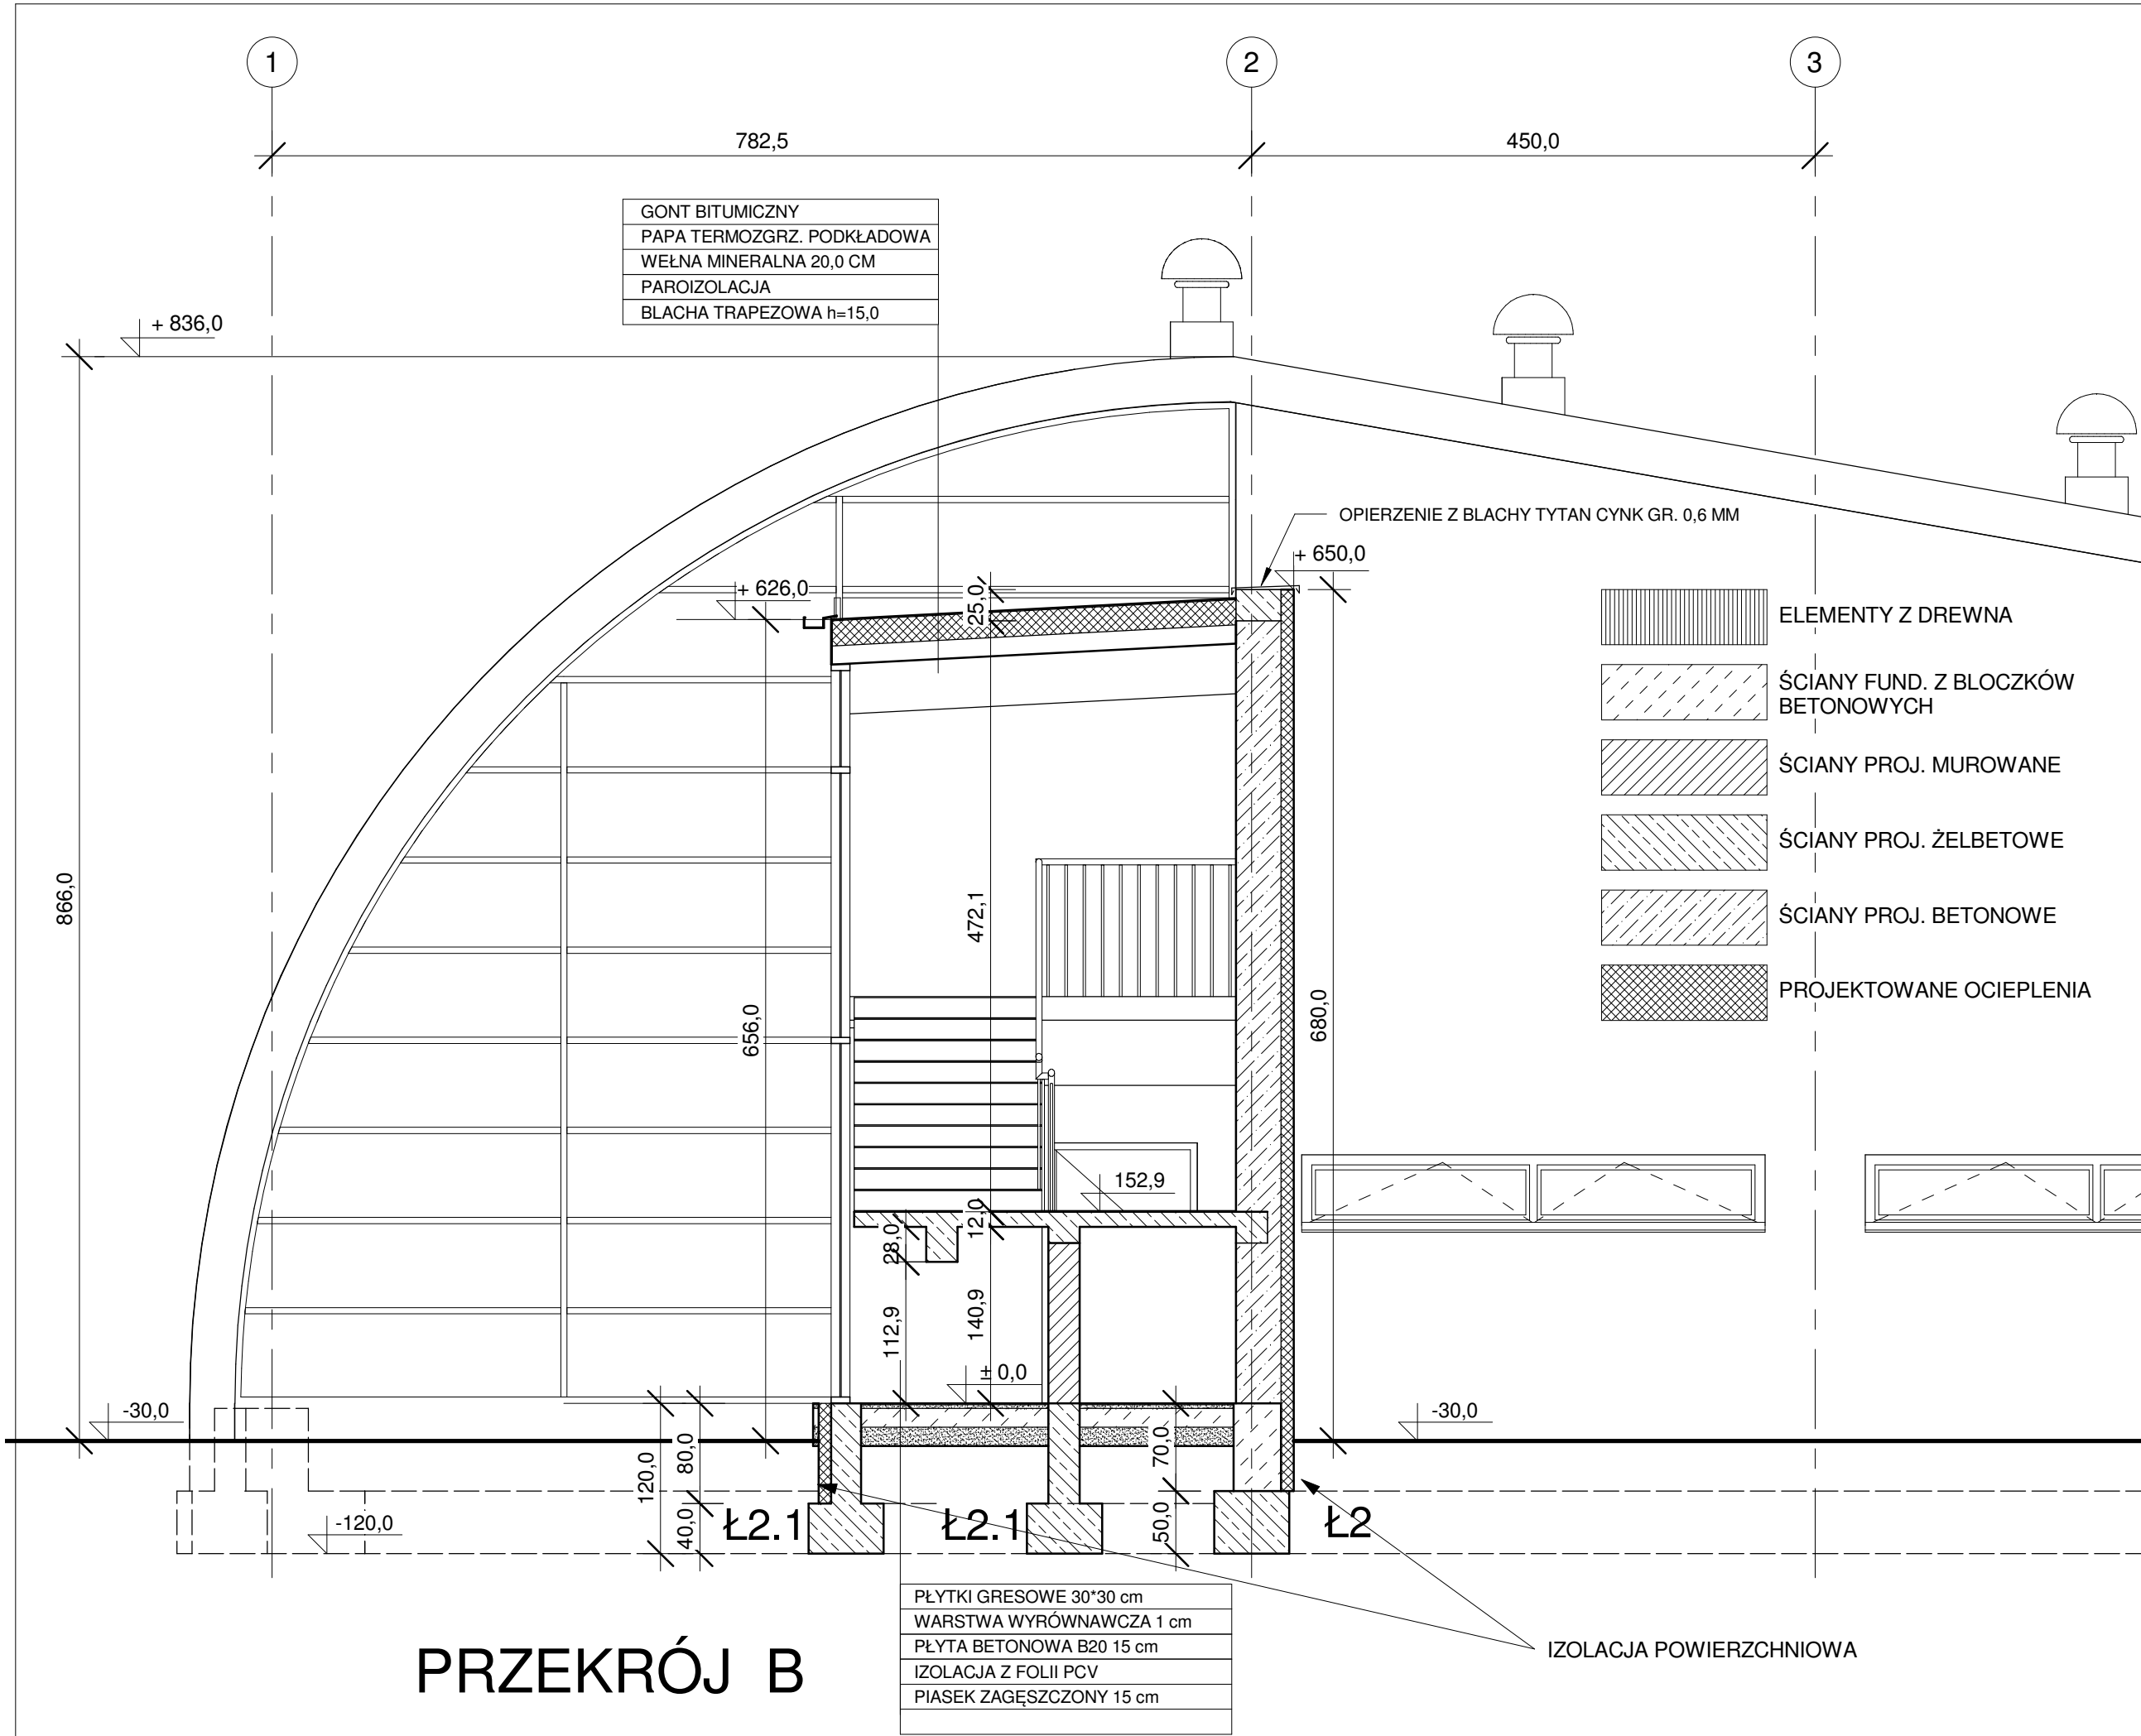 1
2
3
782,5
450,0
GONT BITUMICZNY
PAPA TERMOZGRZ. PODKŁADOWA
WEŁNA MINERALNA 20,0 CM
PAROIZOLACJA
BLACHA TRAPEZOWA h=15,0
+ 836,0
OPIERZENIE Z BLACHY TYTAN CYNK GR. 0,6 MM
+ 650,0
+ 626,0
25,0
ELEMENTY Z DREWNA
ŚCIANY FUND. Z BLOCZKÓW
BETONOWYCH
ŚCIANY PROJ. MUROWANE
ŚCIANY PROJ. ŻELBETOWE
ŚCIANY PROJ. BETONOWE
PROJEKTOWANE OCIEPLENIA
866,0
472,1
656,0
680,0
152,9
28,0
12,0
112,9
140,9
± 0,0
-30,0
-30,0
120,0
80,0
70,0
40,0
50,0
-120,0
Ł2.1
Ł2.1
Ł2
PŁYTKI GRESOWE 30*30 cm
WARSTWA WYRÓWNAWCZA 1 cm
PŁYTA BETONOWA B20 15 cm
IZOLACJA Z FOLII PCV
PIASEK ZAGĘSZCZONY 15 cm
IZOLACJA POWIERZCHNIOWA
PRZEKRÓJ B